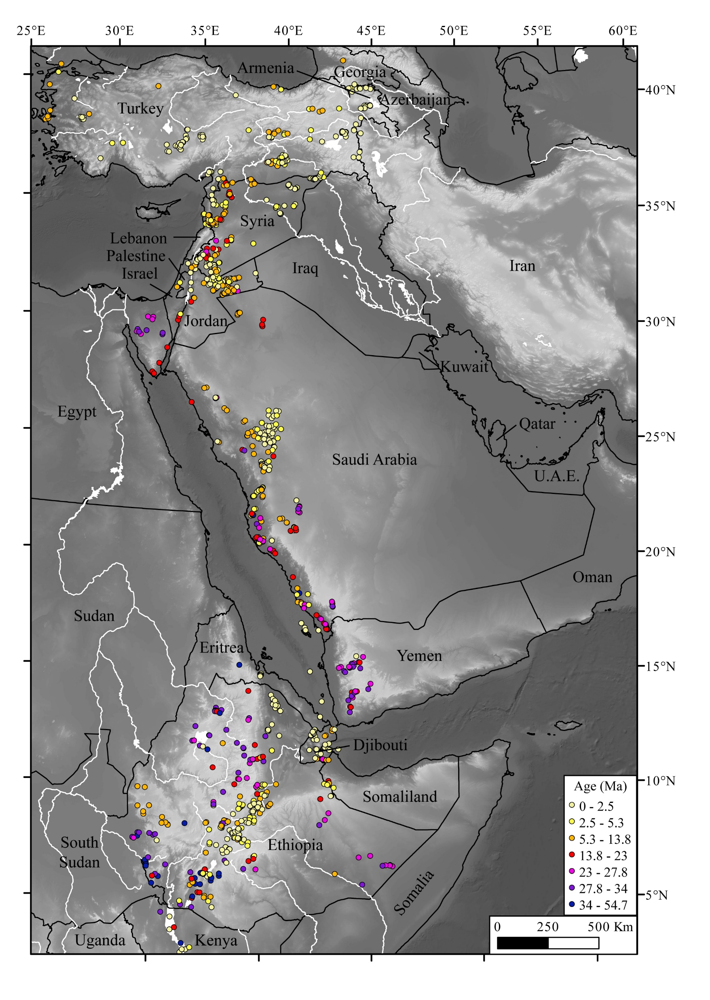 25°E 30°E 35°E 40°E 45°E 50°E 55°E 60°E
Armenia
Georgia
40°N
Azerbaijan
Turkey
35°N
Syria
Lebanon
Palestine
Israel
Iraq
Iran
Jordan
30°N
Kuwait
Egypt
Qatar
25°N
Saudi Arabia
U.A.E.
20°N
Oman
Sudan
Eritrea
Yemen
15°N
Djibouti
10°N
Somaliland
Ethiopia
South
Sudan
Somalia
5°N
Uganda
Kenya
Age (Ma)
0 - 2.5
2.5 - 5.3
5.3 - 13.8
13.8 - 23
23 - 27.8
27.8 - 34
34 - 54.7
0 250 500 Km